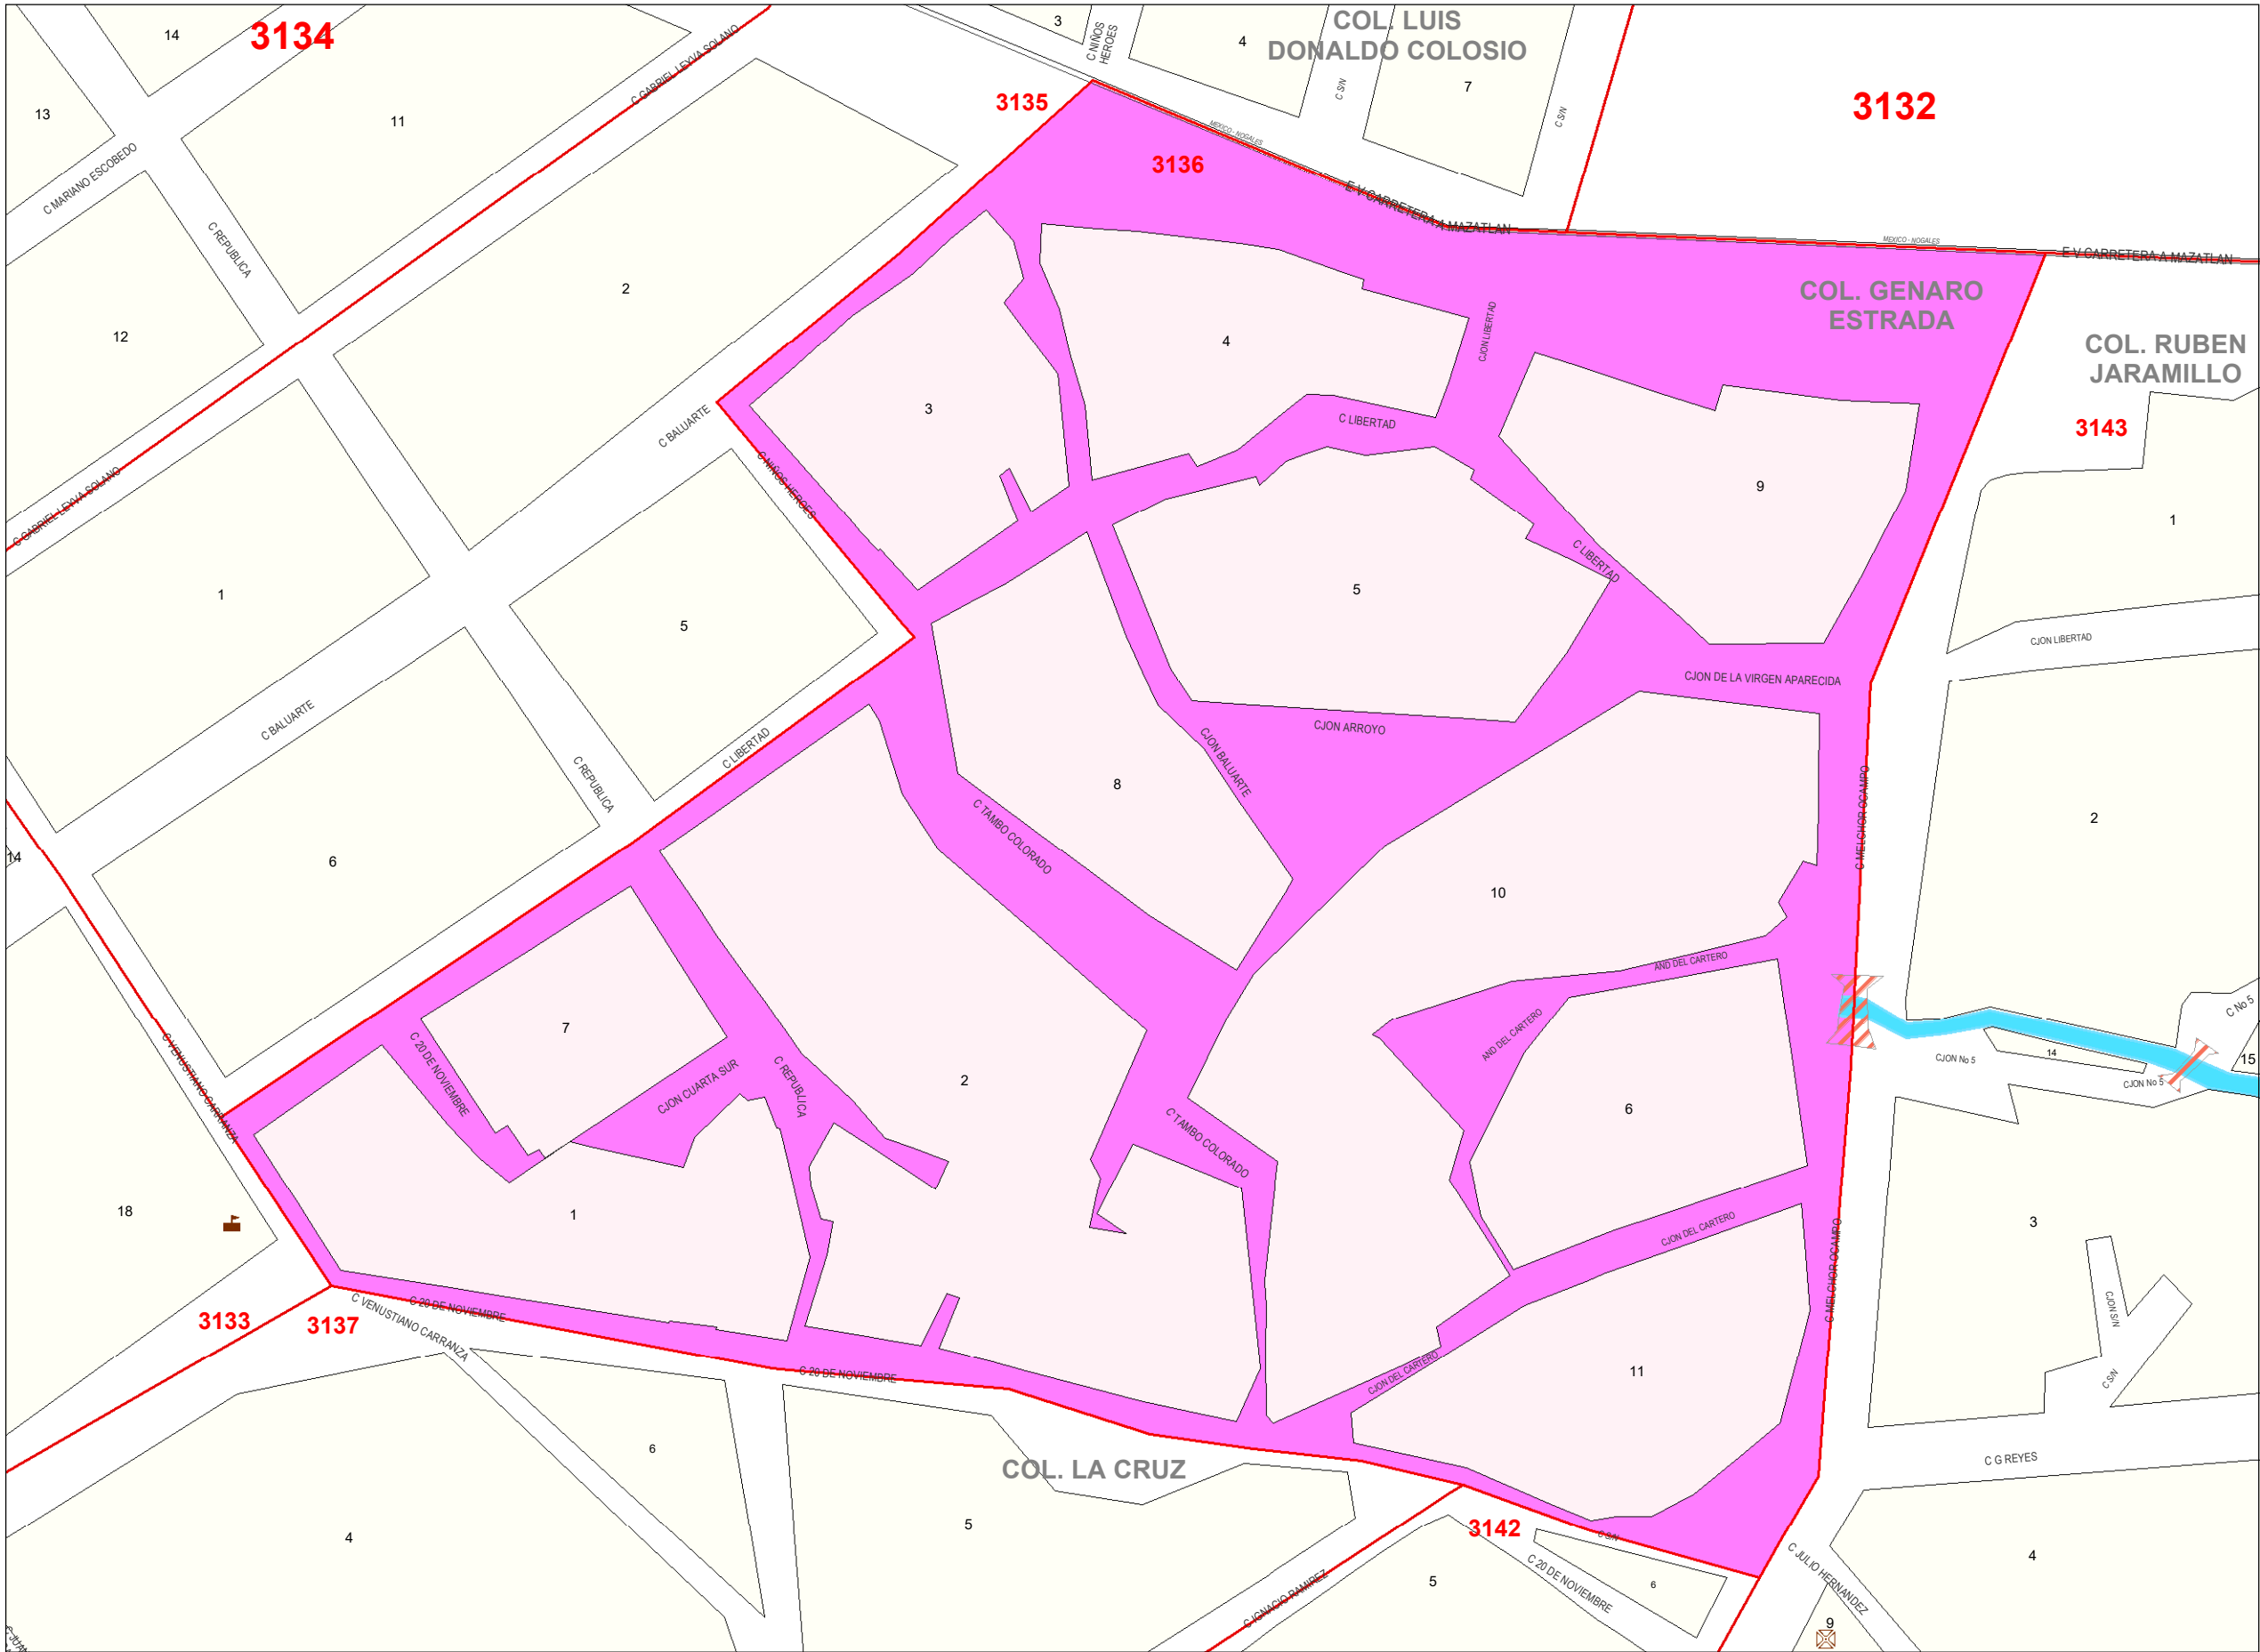 14
3134
C NIÑOS
HEROES
3
4
COL. LUIS
DONALDO COLOSIO
C S/N
7
C S/N
3132
13
11
C GABRIEL LEYVA SOLANO
3135
MEXICO - NOGALES
3136
C MARIANO ESCOBEDO
E V CARRETERA A MAZATLAN
MEXICO - NOGALES
E V CARRETERA A MAZATLAN
C REPUBLICA
2
COL. GENARO
ESTRADA
COL. RUBEN
JARAMILLO
12
4
CJON LIBERTAD
3
C LIBERTAD
C BALUARTE
3143
C NIÑOS HEROES
9
C GABRIEL LEYVA SOLANO
1
1
C LIBERTAD
5
5
CJON LIBERTAD
CJON DE LA VIRGEN APARECIDA
C BALUARTE
C LIBERTAD
CJON ARROYO
CJON BALUARTE
C REPUBLICA
8
C TAMBO COLORADO
C MELCHOR OCAMPO
2
14
6
10
AND DEL CARTERO
C No 5
7
C 20 DE NOVIEMBRE
AND DEL CARTERO
C VENUSTIANO CARRANZA
CJON CUARTA SUR
C REPUBLICA
2
14
CJON No 5
15
CJON No 5
C TAMBO COLORADO
6
18
1
CJON DEL CARTERO
C MELCHOR OCAMPO
3
CJON S/N
3133
3137
C 20 DE NOVIEMBRE
C VENUSTIANO CARRANZA
C 20 DE NOVIEMBRE
CJON DEL CARTERO
11
C S/N
6
COL. LA CRUZ
C G REYES
4
5
3142
C S/N
C 20 DE NOVIEMBRE
C IGNACIO RAMIREZ
5
6
C JULIO HERNANDEZ
4
9